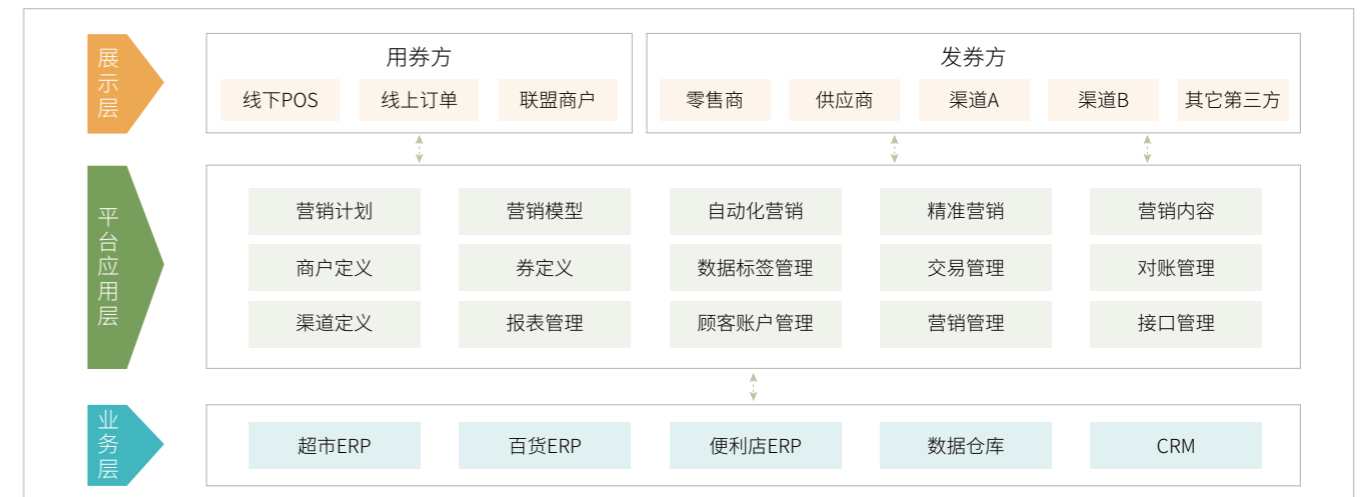 展示层
用券方
线下POS
线上订单
联盟商户
发券方
零售商
供应商
渠道A
渠道B
其它第三方
平台应用层
营销计划
营销模型
自动化营销
精准营销
营销内容
商户定义
券定义
数据标签管理
交易管理
对账管理
渠道定义
报表管理
顾客账户管理
营销管理
接口管理
业务层
超市ERP
百货ERP
便利店ERP
数据仓库
CRM